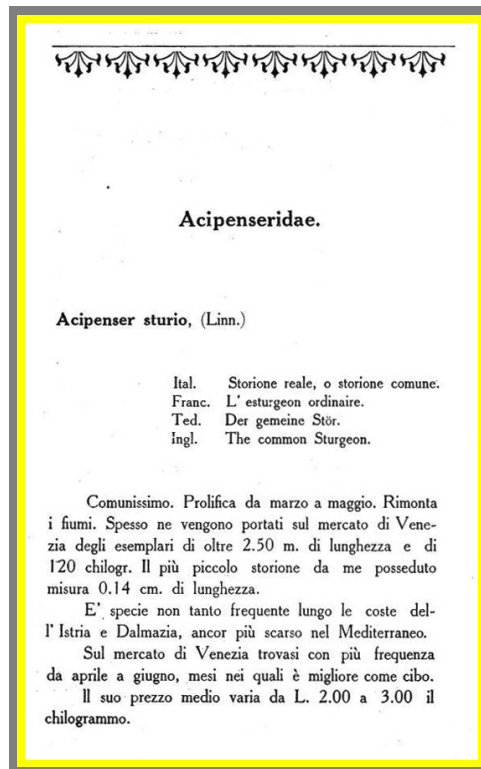 Acipenseridae.
Acipenser sturio, (Linn.)
Ital. Storione reale, o storione comune.
Franc. L' esturgeon ordinaire.
Ted. Der gemeine Stör.
Ingl. The common Sturgeon.
Comunissimo. Prolifica da marzo a maggio. Rimonta
i fiumi. Spesso ne vengono portati sul mercato di Vene-
zia degli esemplari di oltre 2.50 m. di lunghezza e di
120 chilogr. Il più piccolo storione da me posseduto
misura 0.14 cm. di lunghezza.
E' specie non tanto frequente lungo le coste del-
l' Istria e Dalmazia, ancor più scarso nel Mediterraneo.
Sul mercato di Venezia trovasi con più frequenza
da aprile a giugno, mesi nei quali è migliore come cibo.
Il suo prezzo medio varia da L. 2.00 a 3.00 il
chilogrammo.